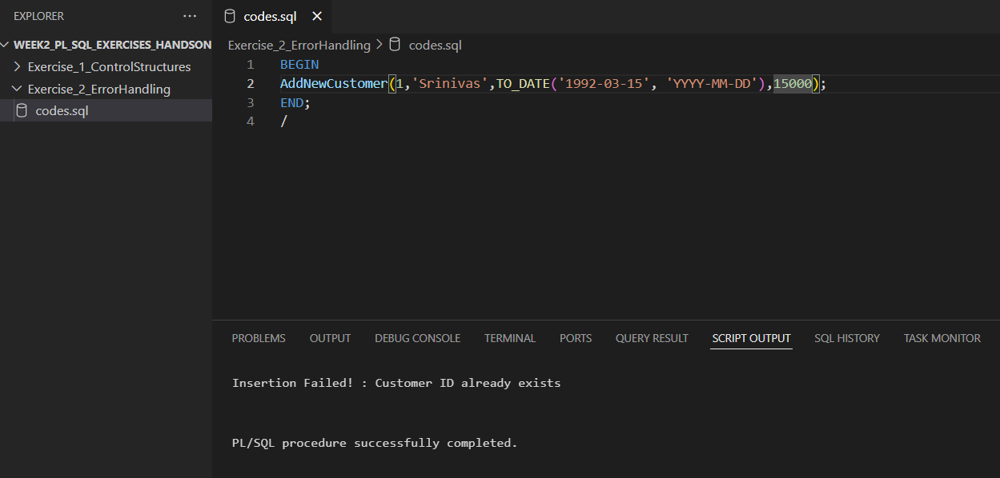 EXPLORER
WEEK2_PL_SQL_EXERCISES_HANDSON
Exercise_1_ControlStructures
Exercise_2_ErrorHandling
codes.sql
codes.sql
Exercise_2_ErrorHandling > codes.sql
1 BEGIN
2 AddNewCustomer(1,'Srinivas',TO_DATE('1992-03-15', 'YYYY-MM-DD'),15000);
3 END;
4 /
PROBLEMS OUTPUT DEBUG CONSOLE TERMINAL PORTS QUERY RESULT SCRIPT OUTPUT SQL HISTORY TASK MONITOR
Insertion Failed! : Customer ID already exists
PL/SQL procedure successfully completed.